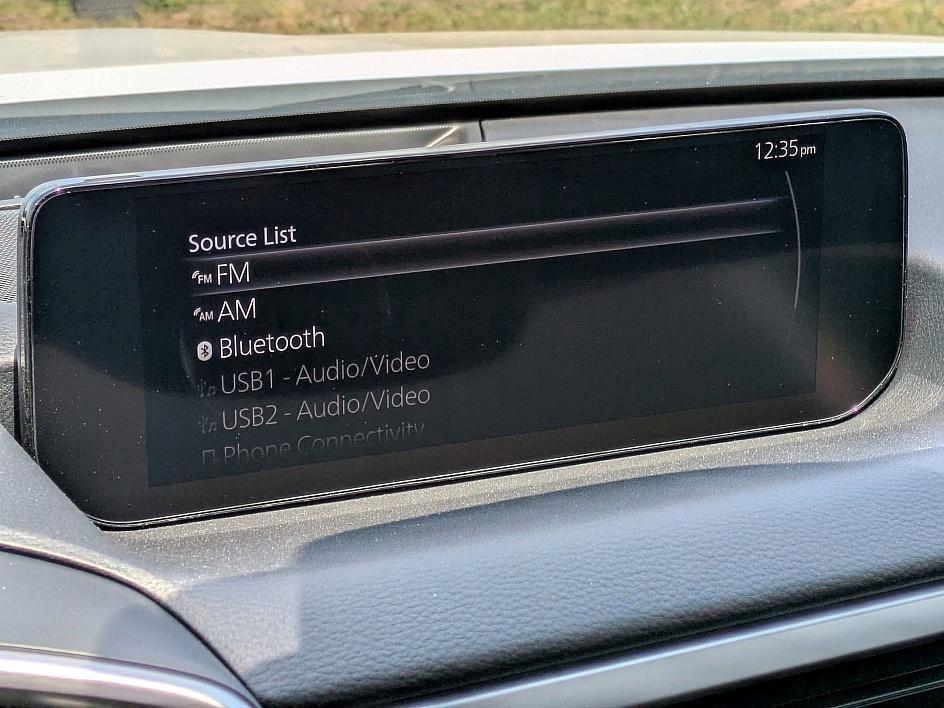 12:35pm
Source List
FM FM
AM AM
Bluetooth
USB1 - Audio/Video
USB2 - Audio/Video
Phone Connectivity